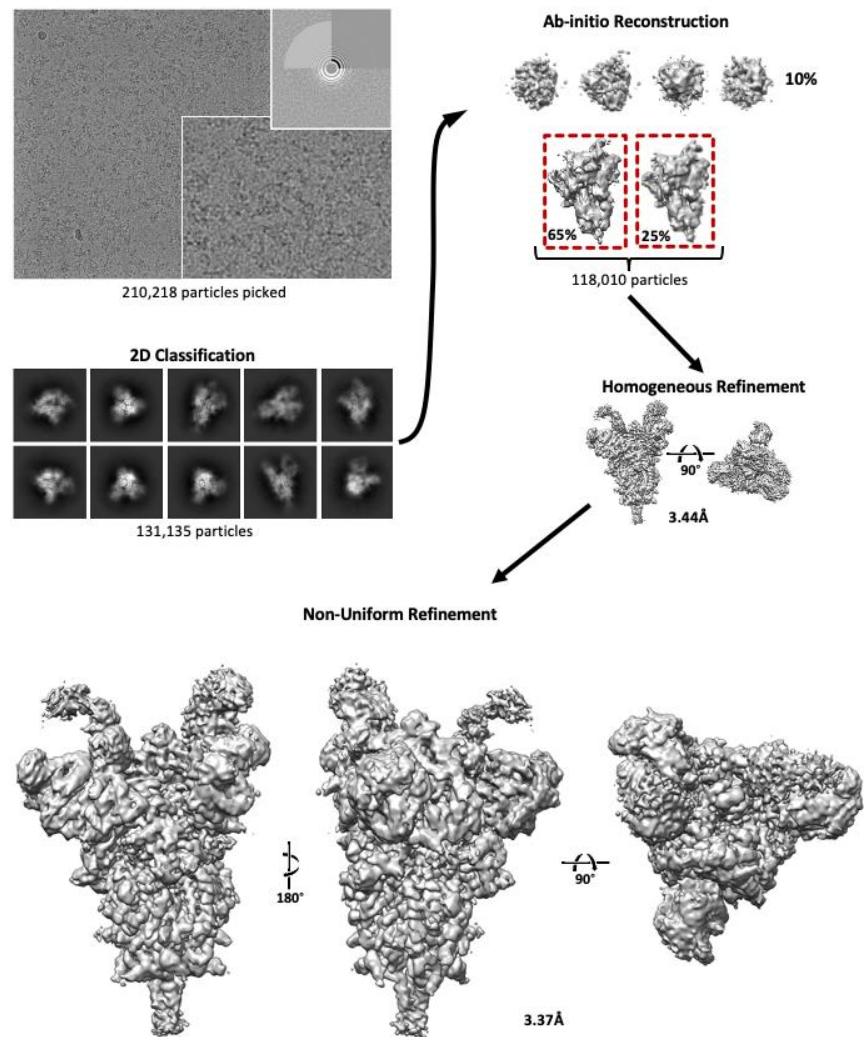 210,218 particles picked
2D Classification
131,135 particles
Ab-initio Reconstruction
10%
65%
25%
118,010 particles
Homogeneous Refinement
90°
3.44Å
Non-Uniform Refinement
180°
90°
3.37Å